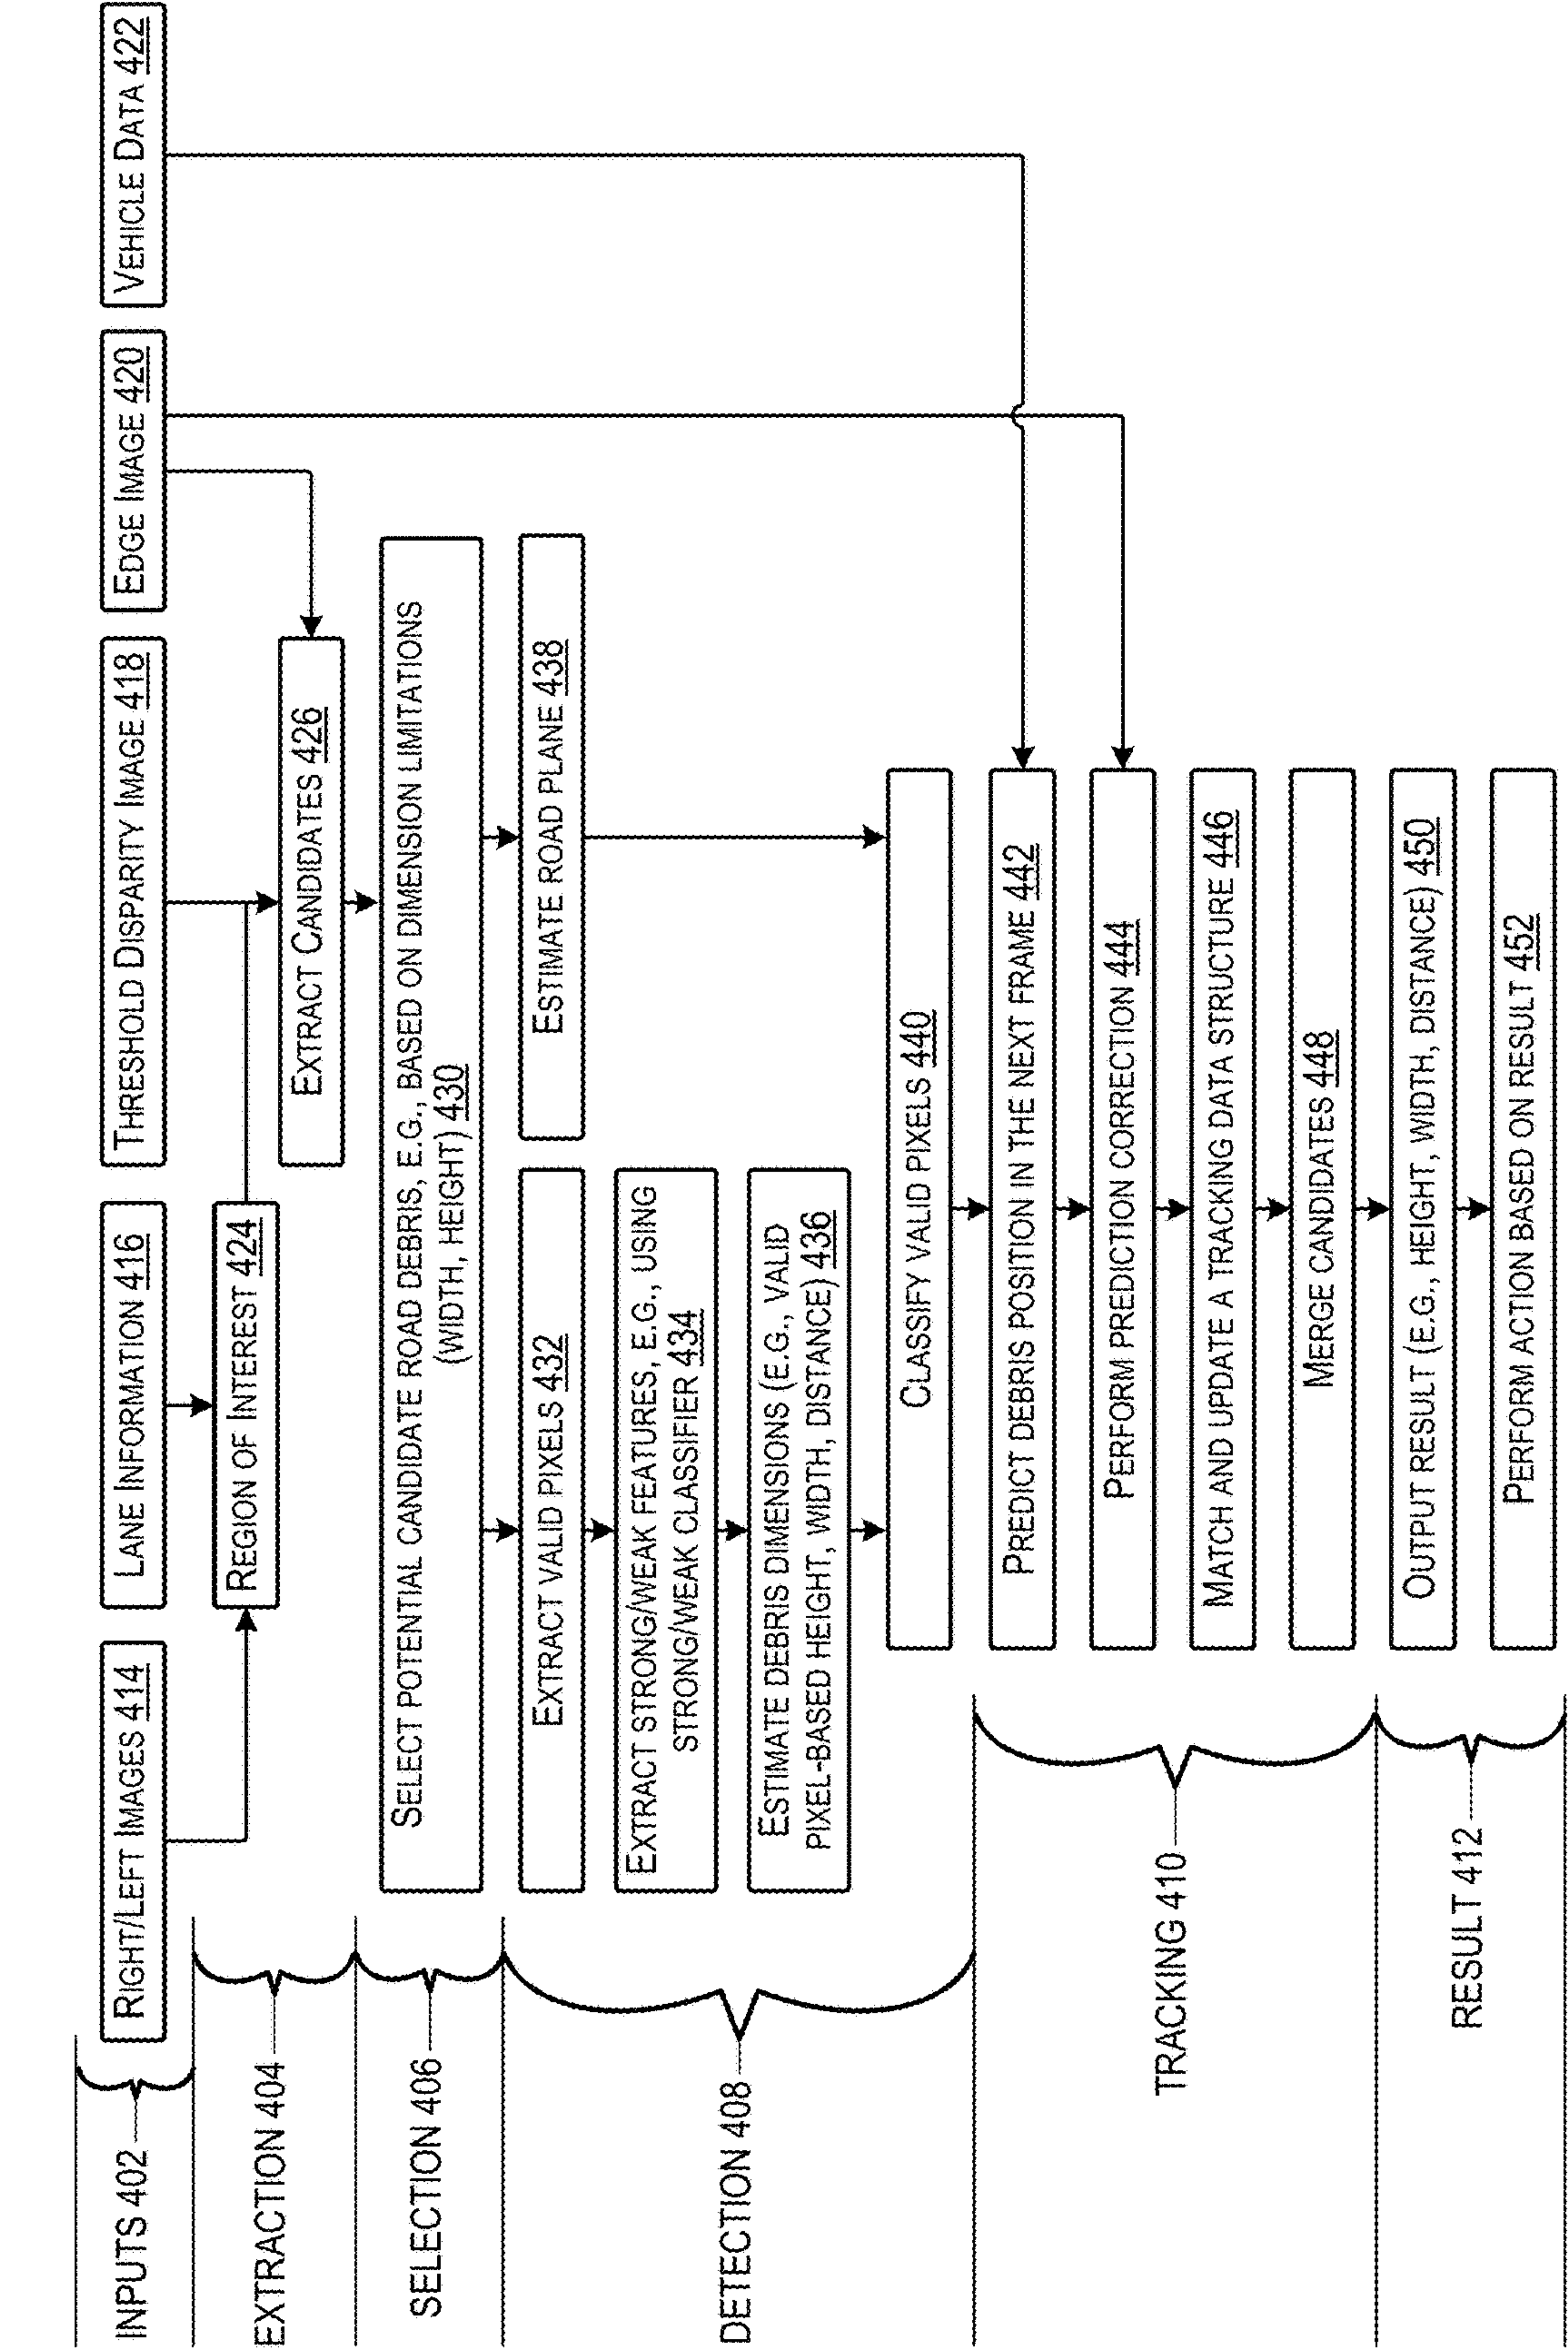 INPUTS 402
RIGHT/LEFT IMAGES 414
LANE INFORMATION 416
THRESHOLD DISPARITY IMAGE 418
EDGE IMAGE 420
VEHICLE DATA 422
EXTRACTION 404
REGION OF INTEREST 424
EXTRACT CANDIDATES 426
SELECTION 406
SELECT POTENTIAL CANDIDATE ROAD DEBRIS, E.G., BASED ON DIMENSION LIMITATIONS
(WIDTH, HEIGHT) 430
DETECTION 408
EXTRACT VALID PIXELS 432
ESTIMATE ROAD PLANE 438
EXTRACT STRONG/WEAK FEATURES, E.G., USING
STRONG/WEAK CLASSIFIER 434
ESTIMATE DEBRIS DIMENSIONS (E.G., VALID
PIXEL-BASED HEIGHT, WIDTH, DISTANCE) 436
CLASSIFY VALID PIXELS 440
TRACKING 410
PREDICT DEBRIS POSITION IN THE NEXT FRAME 442
PERFORM PREDICTION CORRECTION 444
MATCH AND UPDATE A TRACKING DATA STRUCTURE 446
MERGE CANDIDATES 448
RESULT 412
OUTPUT RESULT (E.G., HEIGHT, WIDTH, DISTANCE) 450
PERFORM ACTION BASED ON RESULT 452